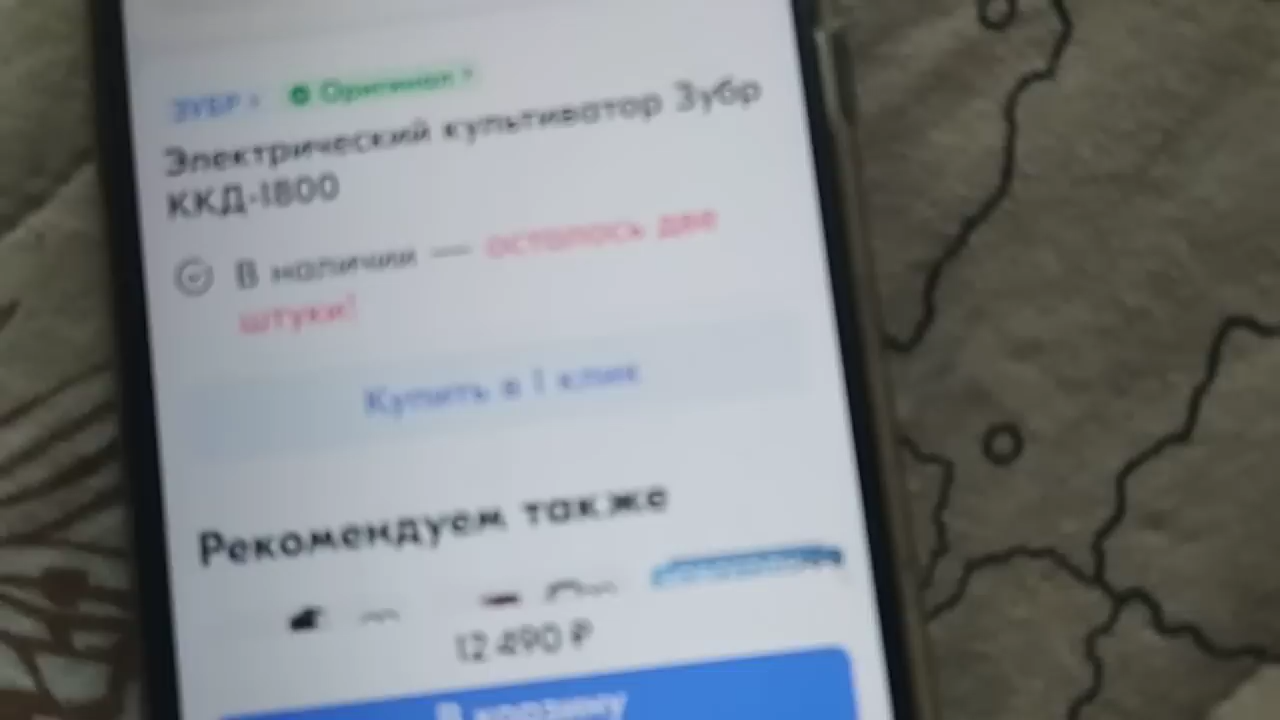 ЗУБР › Оригинал ›
Электрический культиватор Зубр
ККД-1800
В наличии — осталось две
штуки!
Купить в 1 клик
Рекомендуем также
12 490 ₽
В корзину